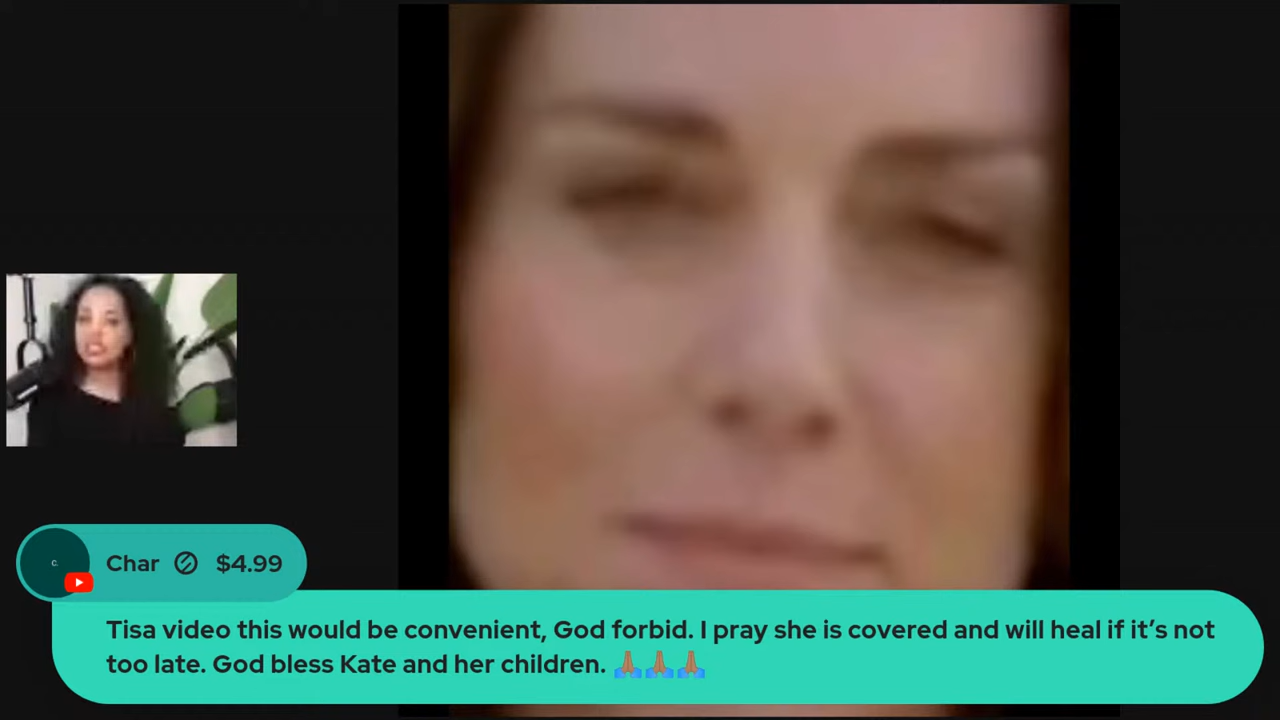 C.
Char $4.99
Tisa video this would be convenient, God forbid. I pray she is covered and will heal if it’s not
too late. God bless Kate and her children. 🙏🏽🙏🏽🙏🏽